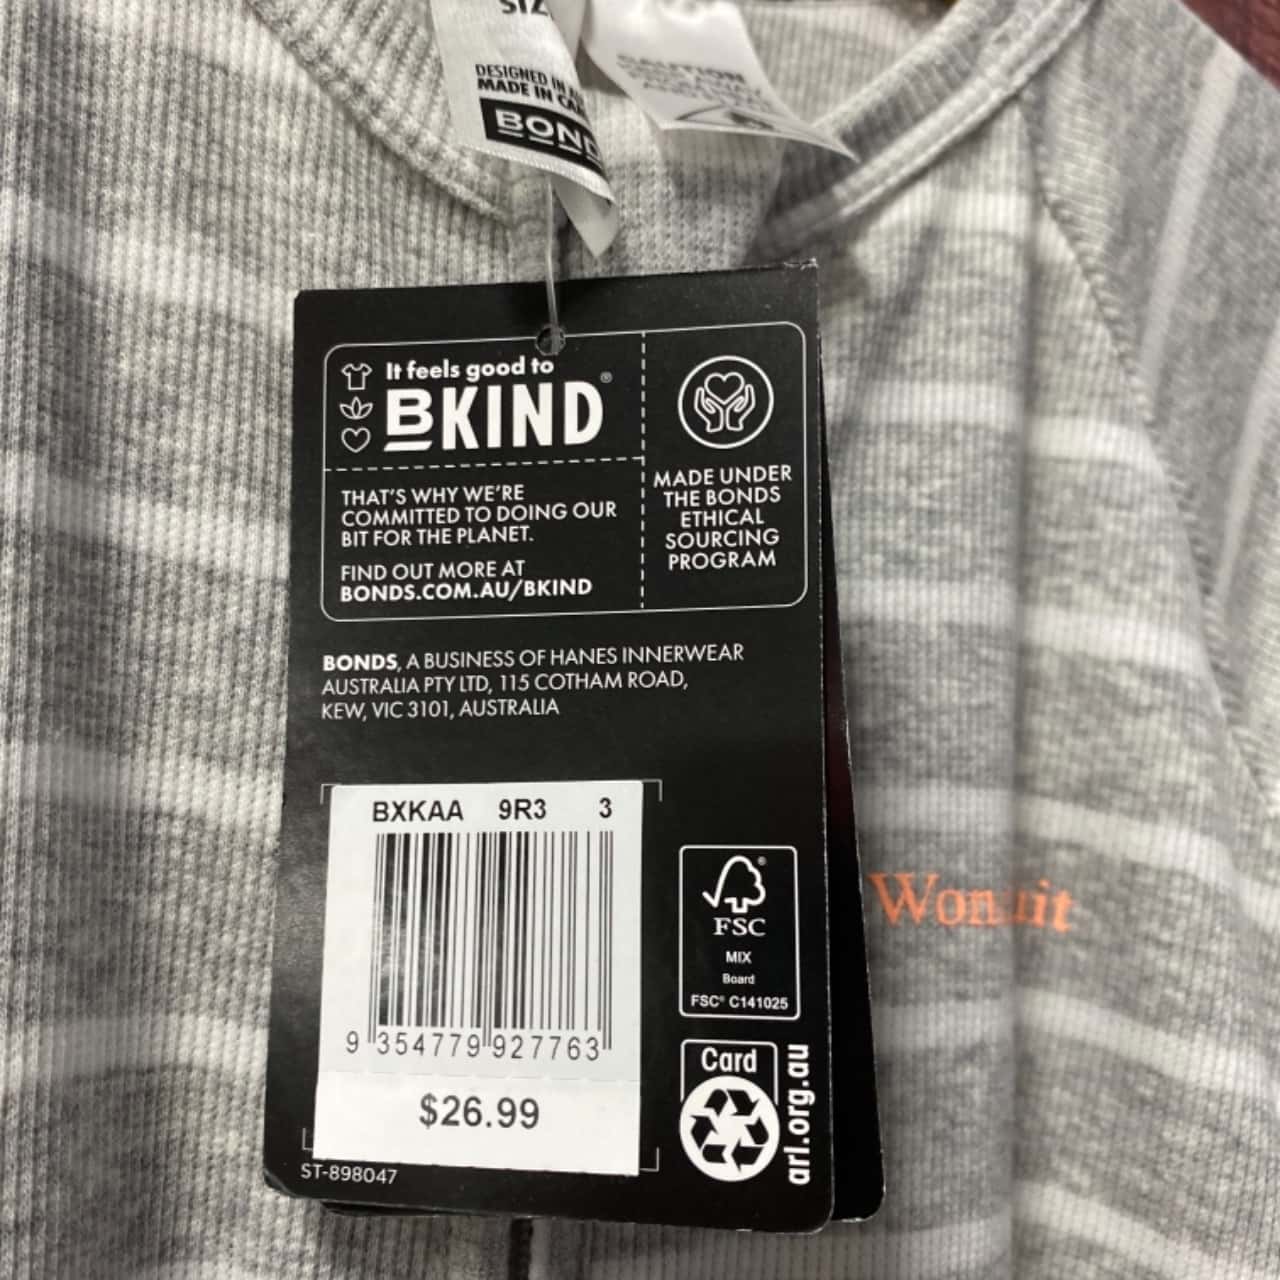 DESIGNED IN
MADE IN
BONDS
CAUTION
It feels good to
BKIND®
THAT'S WHY WE'RE
COMMITTED TO DOING OUR
BIT FOR THE PLANET.
FIND OUT MORE AT
BONDS.COM.AU/BKIND
MADE UNDER
THE BONDS
ETHICAL
SOURCING
PROGRAM
BONDS, A BUSINESS OF HANES INNERWEAR
AUSTRALIA PTY LTD, 115 COTHAM ROAD,
KEW, VIC 3101, AUSTRALIA
BXKAA 9R3 3
9 354779 927763
$26.99
ST-898047
FSC
MIX
Board
FSC® C141025
Card
arl.org.au